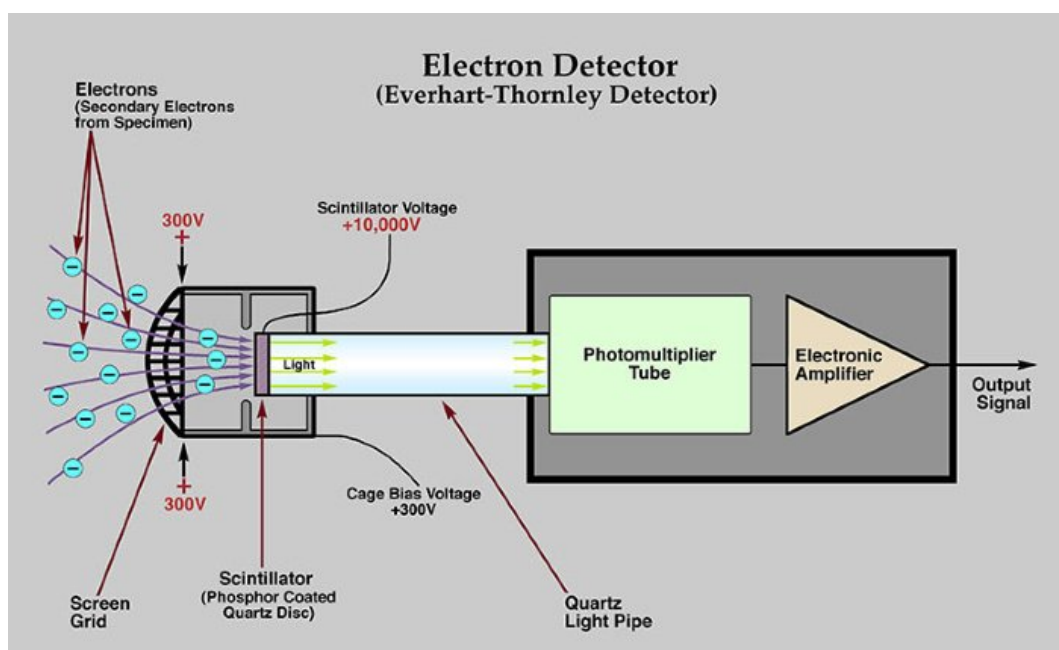 Electron Detector
(Everhart-Thornley Detector)
Electrons
(Secondary Electrons
from Specimen)
300V
+
Scintillator Voltage
+10,000V
Light
Photomultiplier
Tube
Electronic
Amplifier
Output
Signal
+
300V
Cage Bias Voltage
+300V
Screen
Grid
Scintillator
(Phosphor Coated
Quartz Disc)
Quartz
Light Pipe